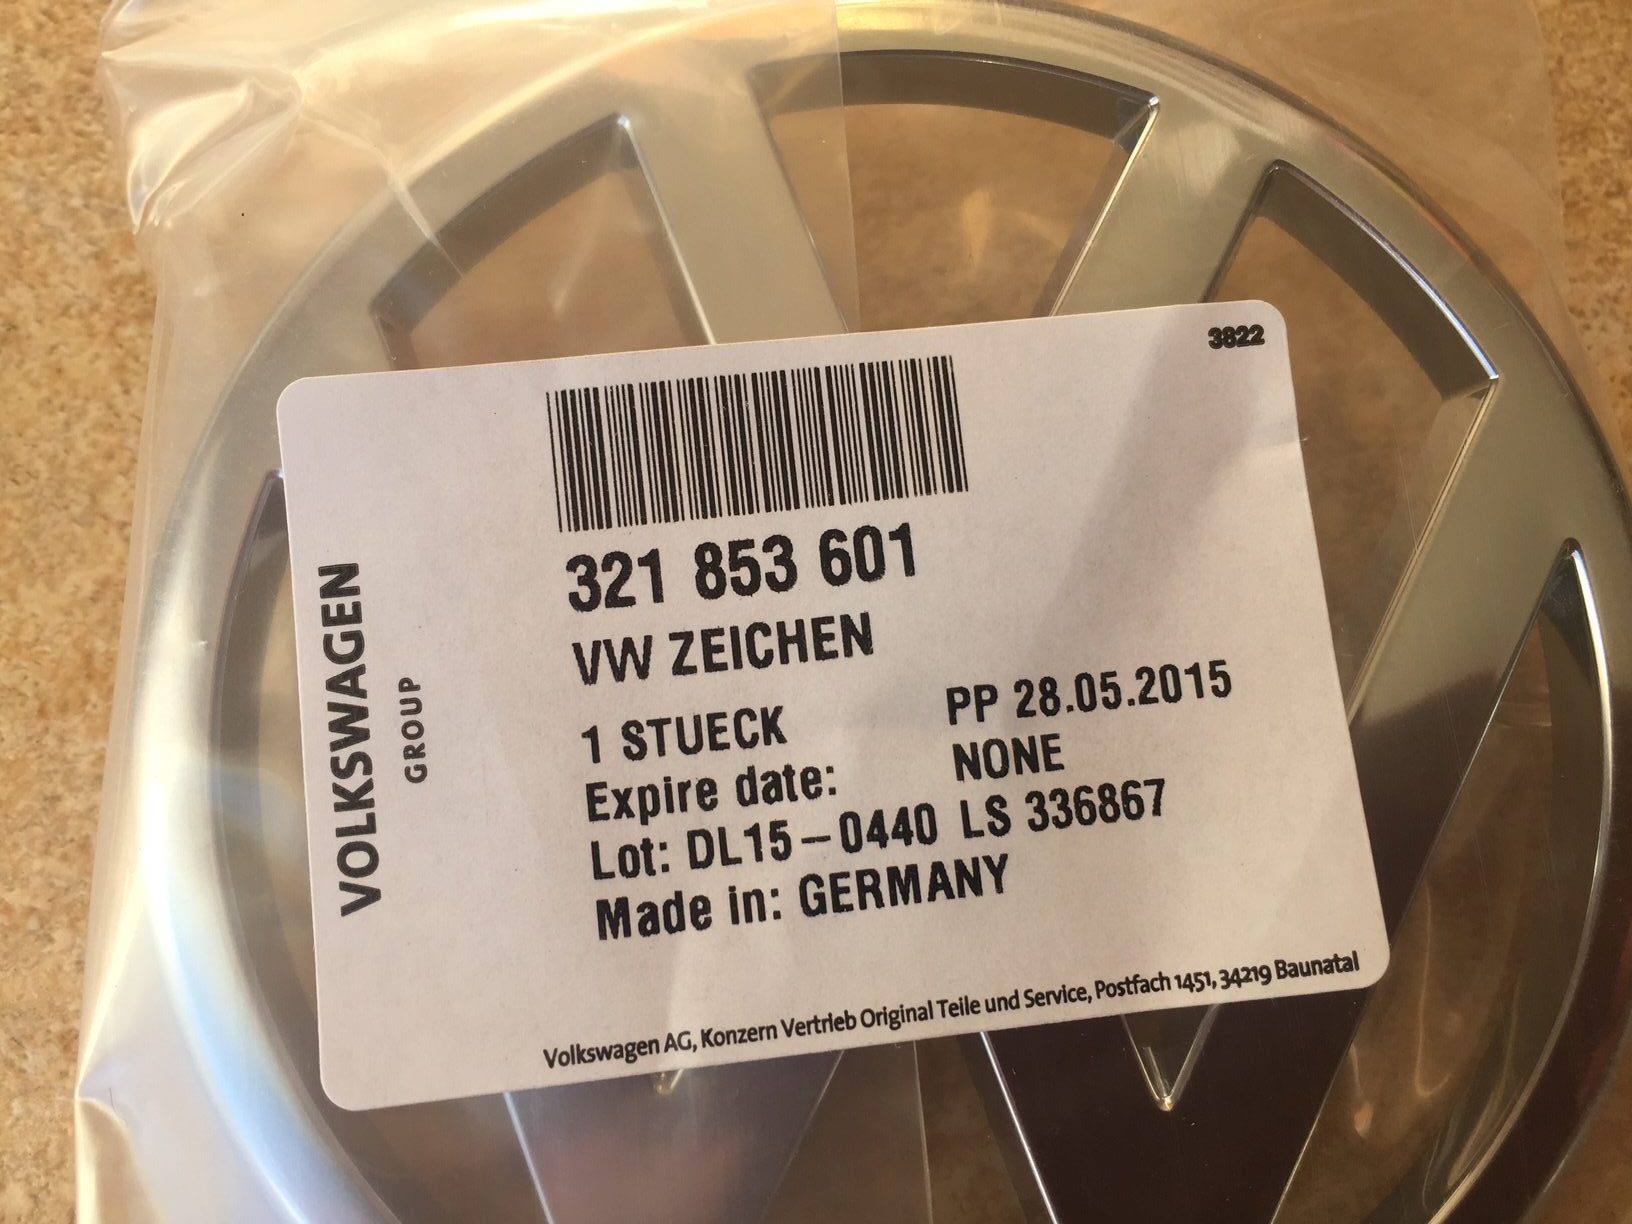 3822
321 853 601
VW ZEICHEN
1 STUECK PP 28.05.2015
Expire date: NONE
Lot: DL15-0440 LS 336867
Made in: GERMANY
VOLKSWAGEN
GROUP
Volkswagen AG, Konzern Vertrieb Original Teile und Service, Postfach 1451, 34219 Baunatal